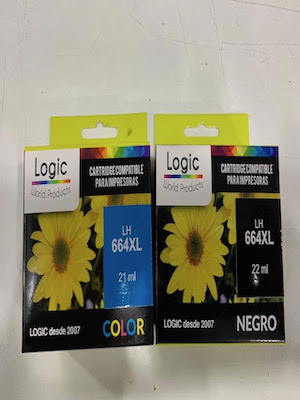 Logic
World Products
CARTRIDGE COMPATIBLE
PARA IMPRESORAS
LH
664XL
21 ml
LOGIC desde 2007
COLOR
Logic
World Products
CARTRIDGE COMPATIBLE
PARA IMPRESORAS
LH
664XL
22 ml
LOGIC desde 2007
NEGRO